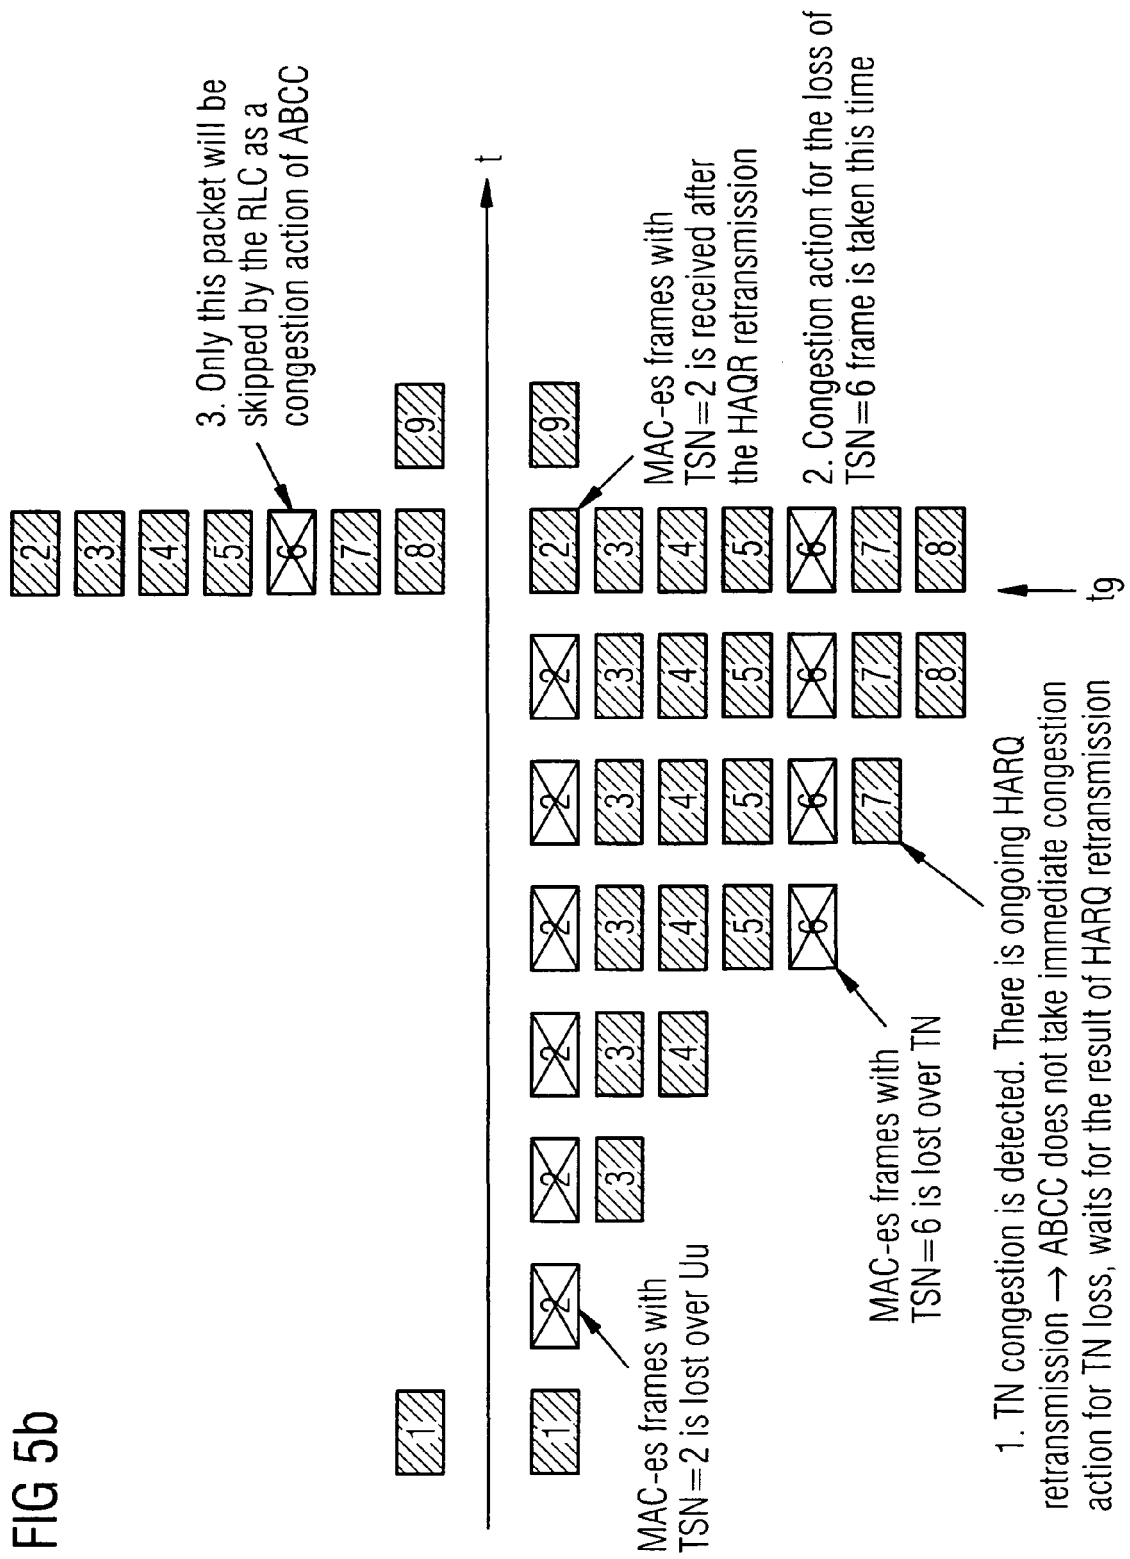 FIG 5b
3. Only this packet will be
skipped by the RLC as a
congestion action of ABCC
2
3
4
5
6
7
1
8
9
t
1
2
2
2
2
2
2
2
9
3
3
3
3
3
3
4
4
4
4
4
5
5
5
5
6
6
6
6
7
7
7
8
8
MAC-es frames with
TSN=2 is lost over Uu
MAC-es frames with
TSN=6 is lost over TN
MAC-es frames with
TSN=2 is received after
the HAQR retransmission
2. Congestion action for the loss of
TSN=6 frame is taken this time
tg
1. TN congestion is detected. There is ongoing HARQ
retransmission → ABCC does not take immediate congestion
action for TN loss, waits for the result of HARQ retransmission